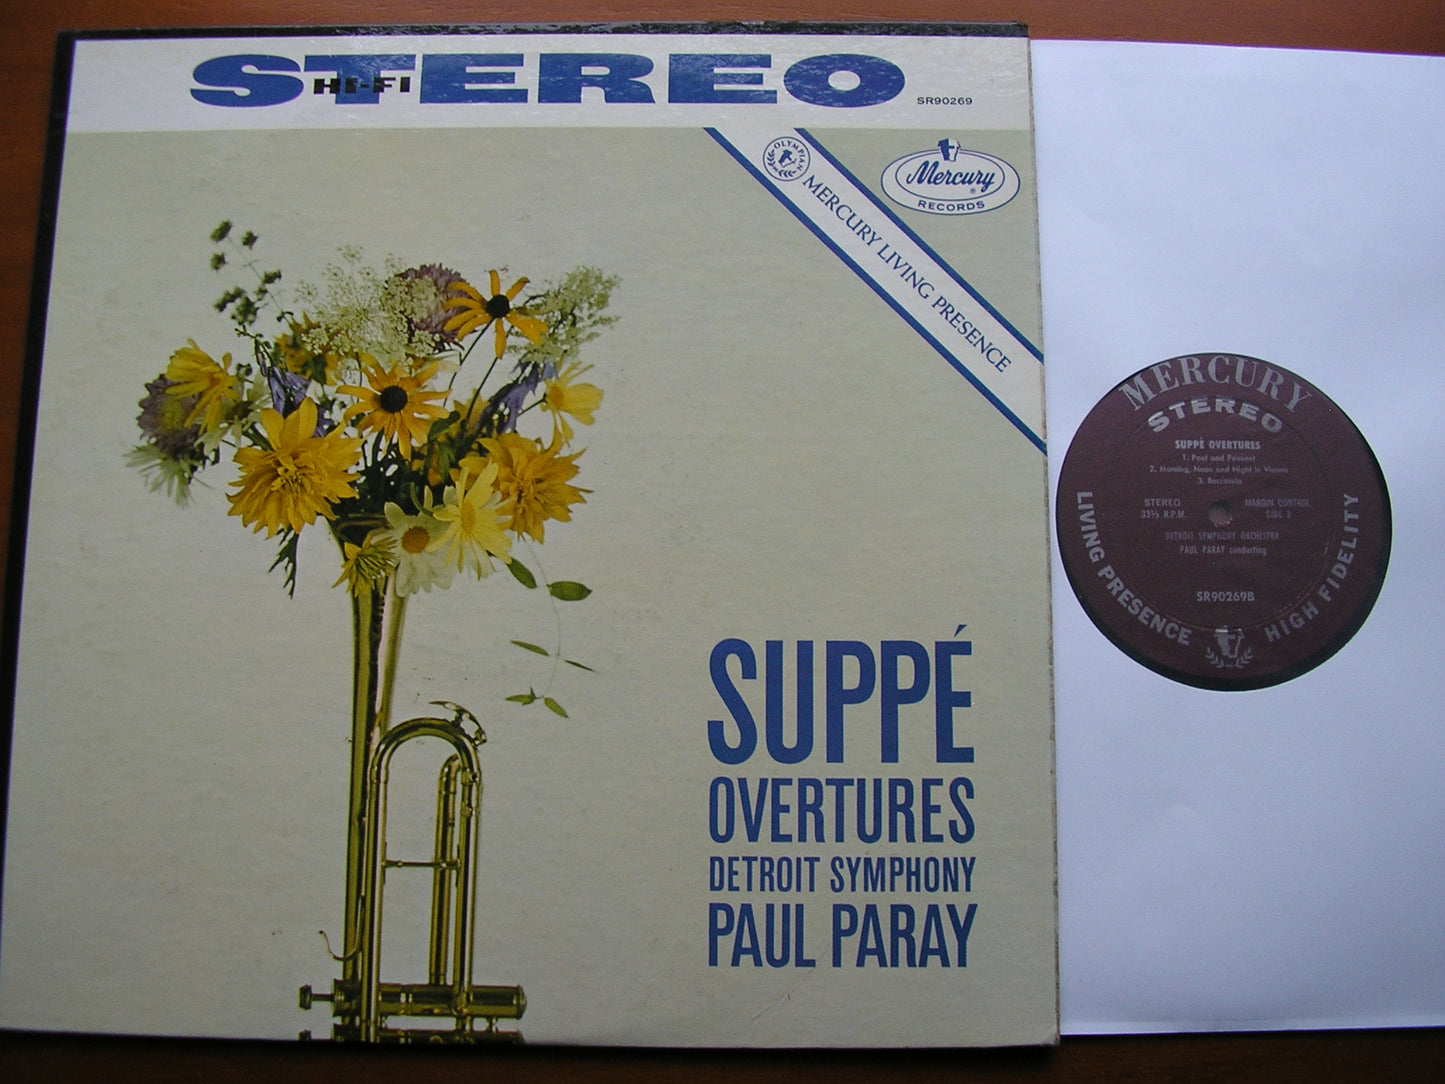 STEREO
HI-FI
SR90269
OLYMPIAN
MERCURY LIVING PRESENCE
Mercury
®
RECORDS
SUPPÉ
OVERTURES
DETROIT SYMPHONY
PAUL PARAY
MERCURY
STEREO
SUPPÉ OVERTURES
1. Poet and Peasant
2. Morning, Noon and Night in Vienna
3. Boccaccio
STEREO MARGIN CONTROL
33⅓ R.P.M. SIDE 2
DETROIT SYMPHONY ORCHESTRA
PAUL PARAY conducting
SR90269B
LIVING PRESENCE HIGH FIDELITY